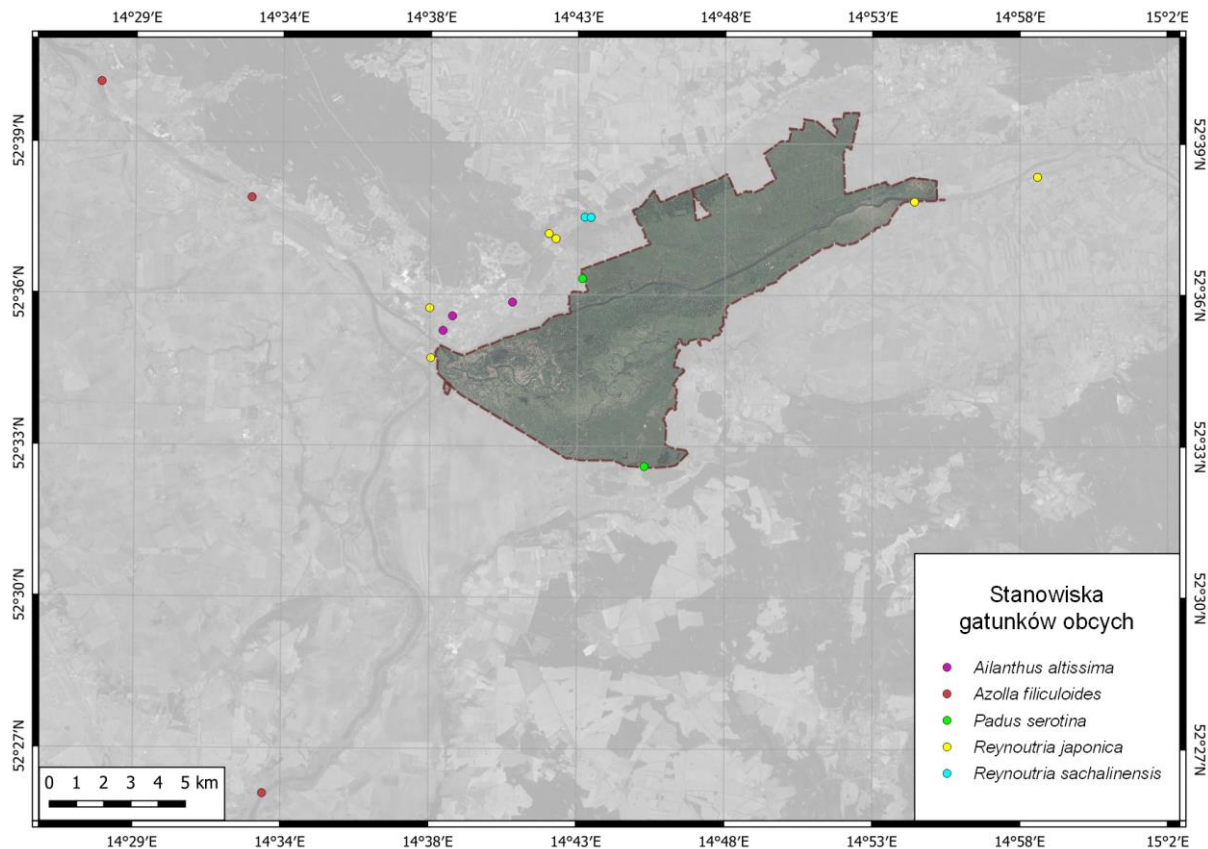 14°29′E 14°34′E 14°38′E 14°43′E 14°48′E 14°53′E 14°58′E 15°2′E
52°39′N 52°39′N
52°36′N 52°36′N
52°33′N 52°33′N
52°30′N 52°30′N
52°27′N 52°27′N
Stanowiska
gatunków obcych
Ailanthus altissima
Azolla filiculoides
Padus serotina
Reynoutria japonica
Reynoutria sachalinensis
0 1 2 3 4 5 km
14°29′E 14°34′E 14°38′E 14°43′E 14°48′E 14°53′E 14°58′E 15°2′E